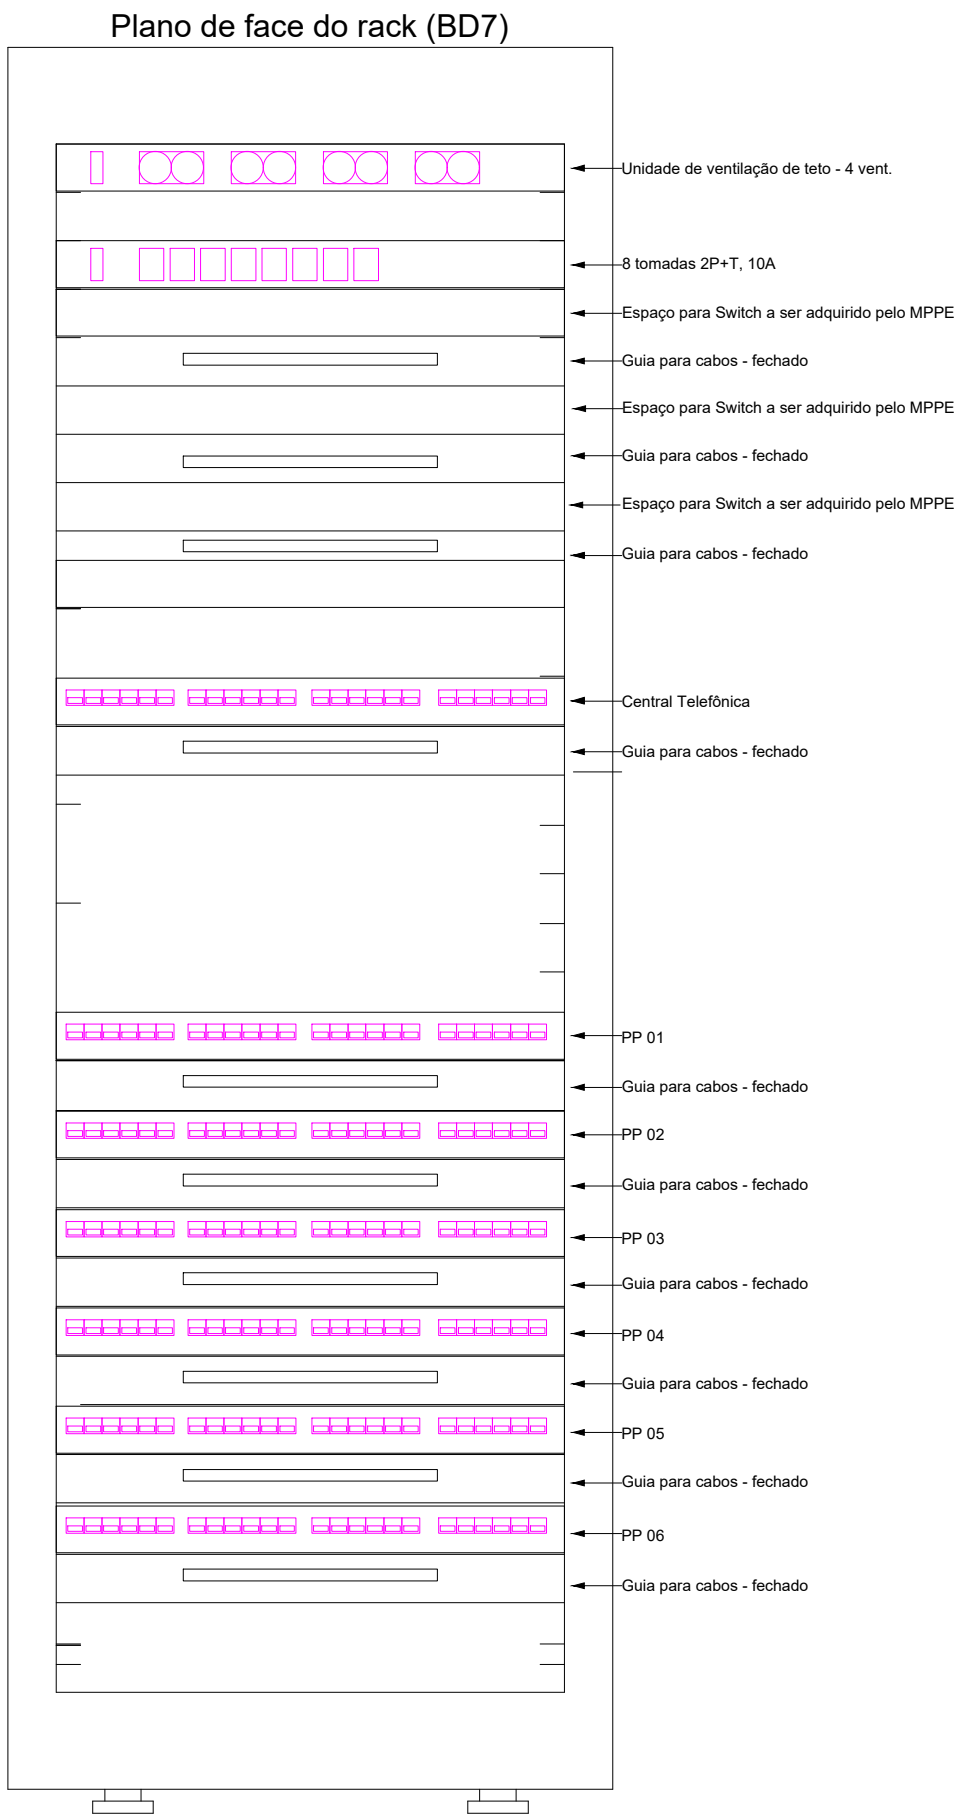 Plano de face do rack (BD7)
Unidade de ventilação de teto - 4 vent.
8 tomadas 2P+T, 10A
Espaço para Switch a ser adquirido pelo MPPE
Guia para cabos - fechado
Espaço para Switch a ser adquirido pelo MPPE
Guia para cabos - fechado
Espaço para Switch a ser adquirido pelo MPPE
Guia para cabos - fechado
Central Telefônica
Guia para cabos - fechado
PP 01
Guia para cabos - fechado
PP 02
Guia para cabos - fechado
PP 03
Guia para cabos - fechado
PP 04
Guia para cabos - fechado
PP 05
Guia para cabos - fechado
PP 06
Guia para cabos - fechado